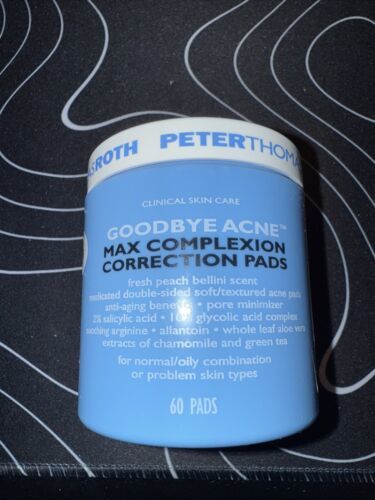 ASROTH PETERTHOMA
CLINICAL SKIN CARE
GOODBYE ACNE™
MAX COMPLEXION
CORRECTION PADS
fresh peach bellini scent
medicated double-sided soft/textured acne pads
anti-aging benefits • pore minimizer
2% salicylic acid • 10% glycolic acid complex
soothing arginine • allantoin • whole leaf aloe vera
extracts of chamomile and green tea
for normal/oily combination
or problem skin types
60 PADS